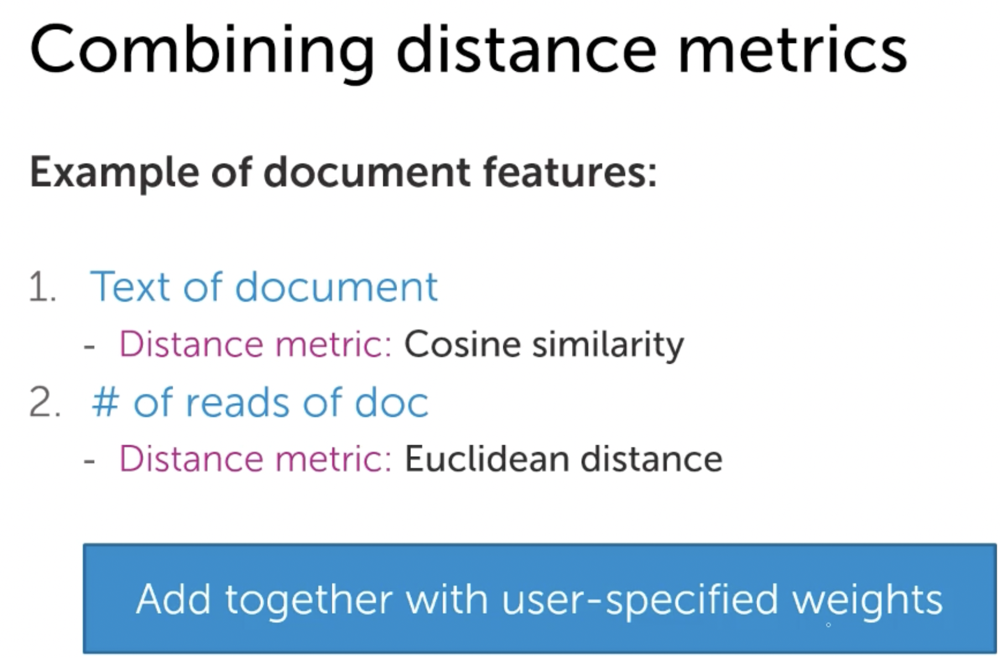 Combining distance metrics
Example of document features:
1. Text of document
- Distance metric: Cosine similarity
2. # of reads of doc
- Distance metric: Euclidean distance
Add together with user-specified weights